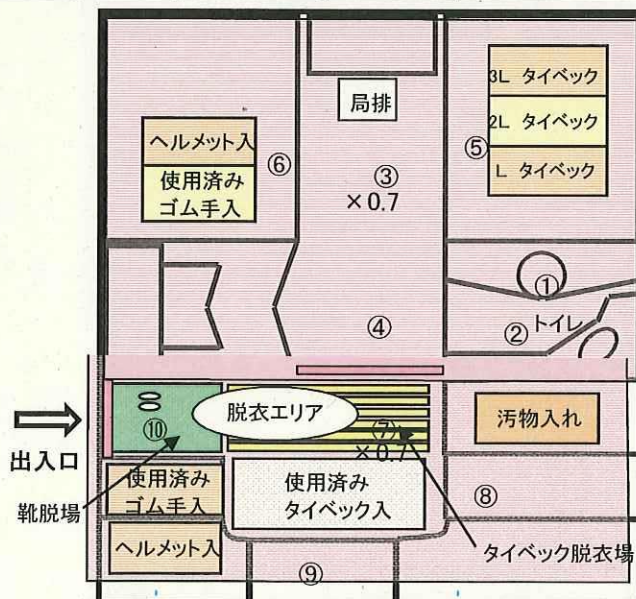 局排
3L タイベック
2L タイベック
L タイベック
⑤
ヘルメット入
使用済み
ゴム手入
⑥
③
×0.7
①
②
トイレ
④
出入口
⑩
脱衣エリア
⑦
×0.7
汚物入れ
靴脱場
使用済み
ゴム手入
ヘルメット入
使用済み
タイベック入
⑧
タイベック脱衣場
⑨